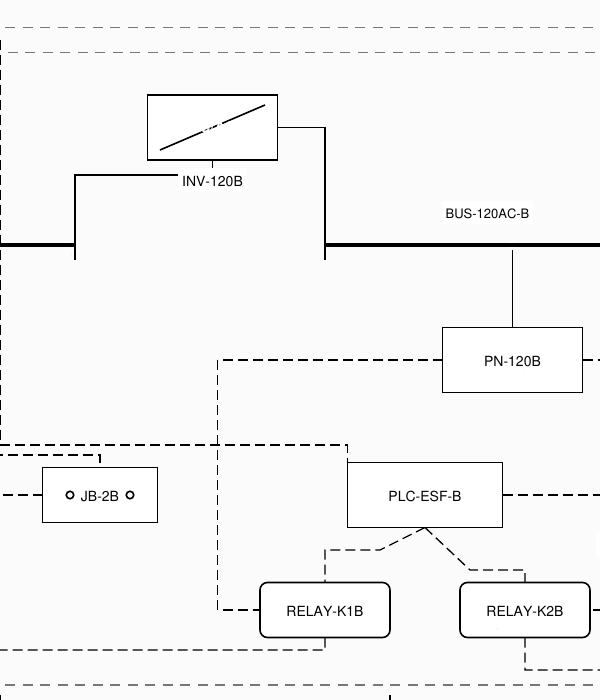 INV-120B
BUS-120AC-B
PN-120B
JB-2B
PLC-ESF-B
RELAY-K1B
RELAY-K2B